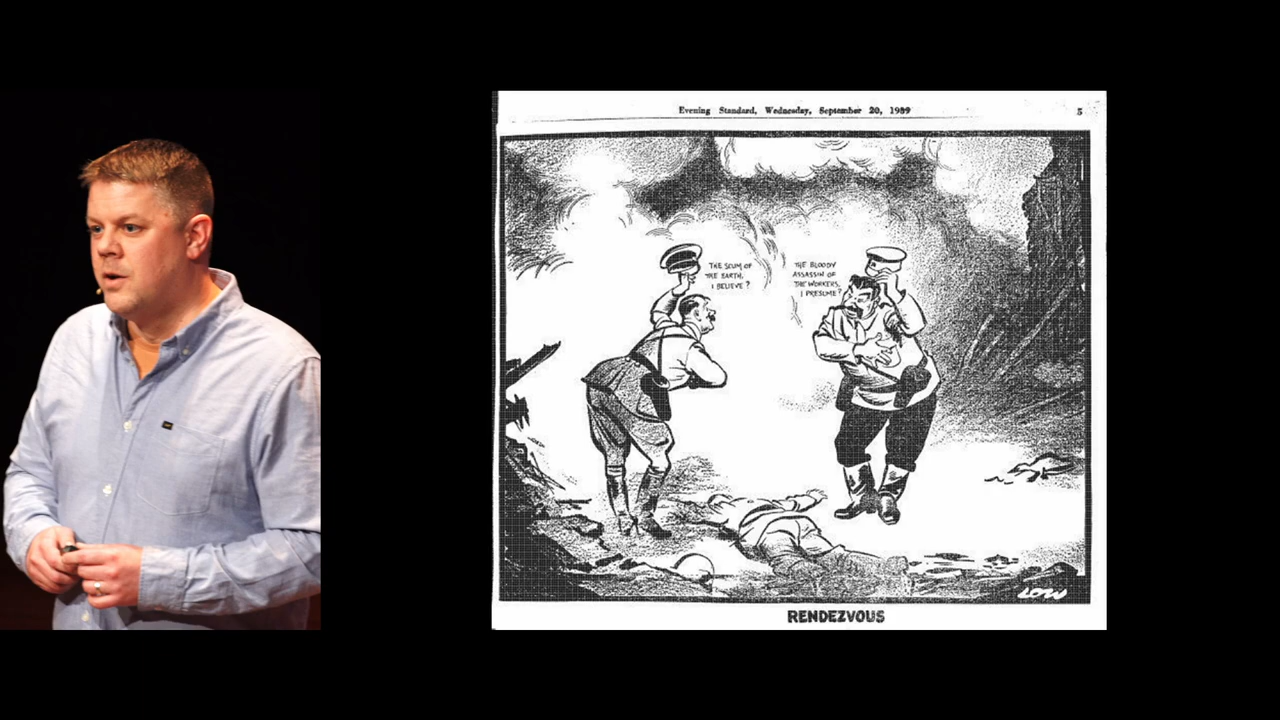 Evening Standard, Wednesday, September 20, 1939
5
THE SCUM OF
THE EARTH,
I BELIEVE?
THE BLOODY
ASSASSIN OF
THE WORKERS,
I PRESUME?
LOW
RENDEZVOUS